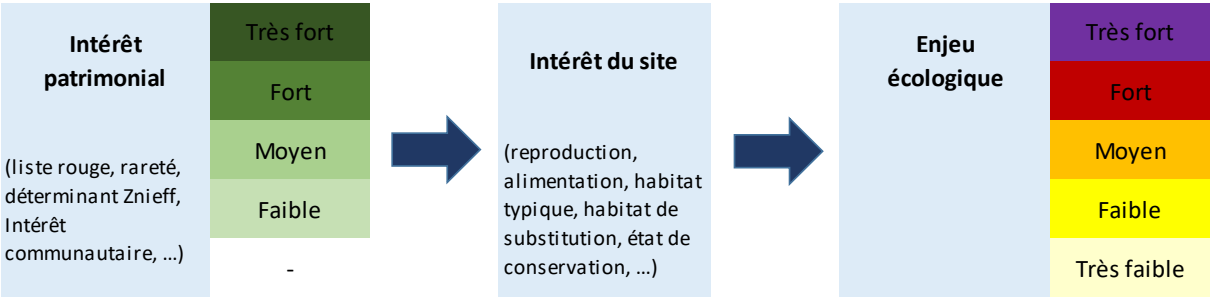 Intérêt
patrimonial
(liste rouge, rareté,
déterminant Znieff,
Intérêt
communautaire, …)
Très fort
Fort
Moyen
Faible
-
Intérêt du site
(reproduction,
alimentation, habitat
typique, habitat de
substitution, état de
conservation, …)
Enjeu
écologique
Très fort
Fort
Moyen
Faible
Très faible